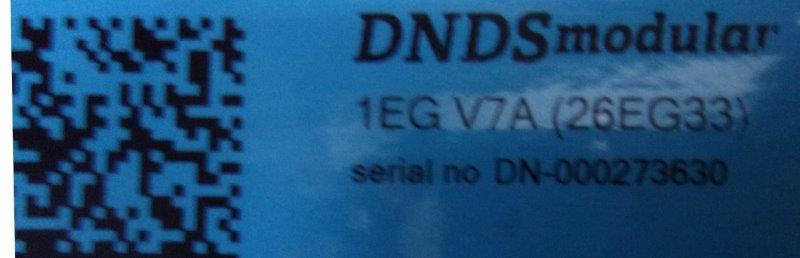 DNDSmodular
1EG V7A (26EG33)
serial no DN-000273630